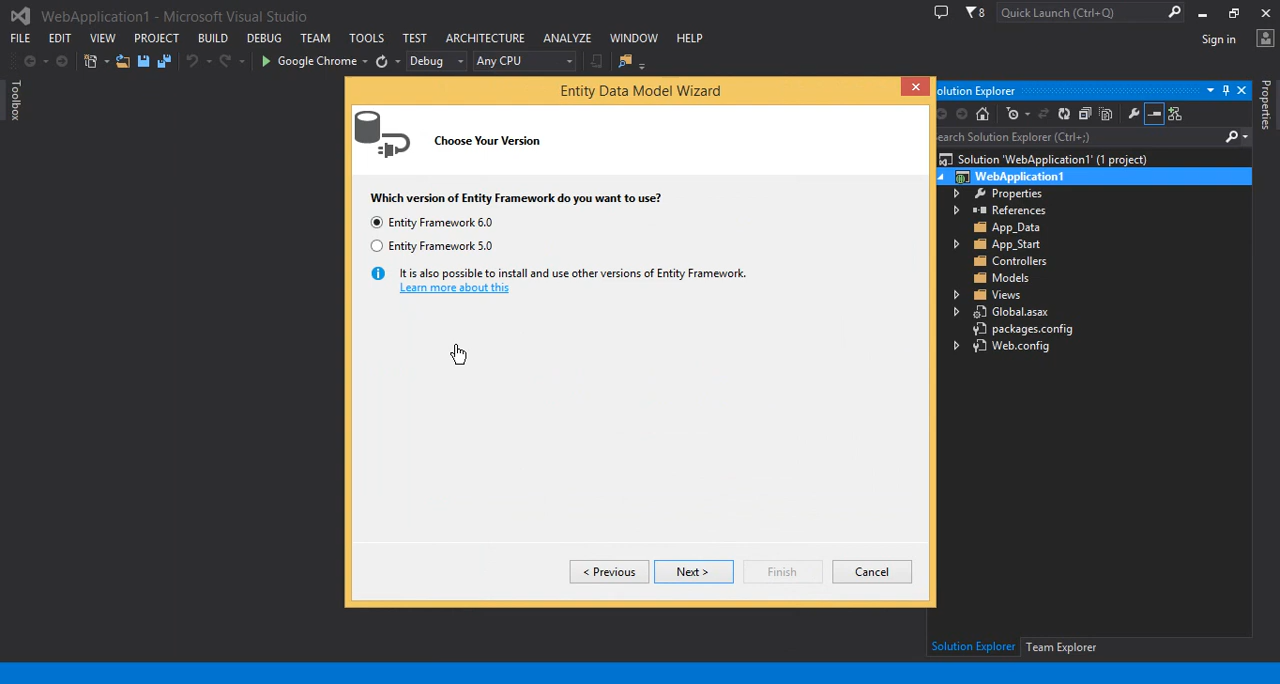 WebApplication1 - Microsoft Visual Studio
8
Quick Launch (Ctrl+Q)
FILE EDIT VIEW PROJECT BUILD DEBUG TEAM TOOLS TEST ARCHITECTURE ANALYZE WINDOW HELP
Sign in
Google Chrome Debug Any CPU
Toolbox
Entity Data Model Wizard
Choose Your Version
Which version of Entity Framework do you want to use?
Entity Framework 6.0
Entity Framework 5.0
It is also possible to install and use other versions of Entity Framework.
Learn more about this
< Previous
Next >
Finish
Cancel
olution Explorer
earch Solution Explorer (Ctrl+;)
Solution 'WebApplication1' (1 project)
WebApplication1
Properties
References
App_Data
App_Start
Controllers
Models
Views
Global.asax
packages.config
Web.config
Solution Explorer
Team Explorer
Properties